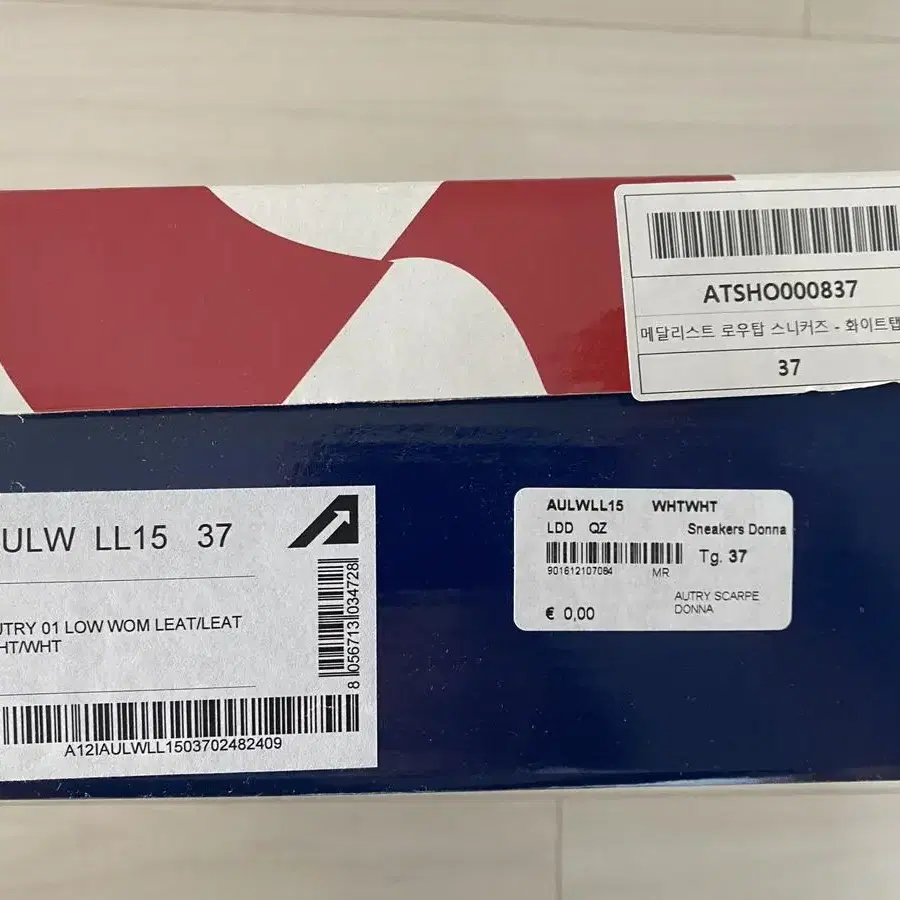 ATSHO000837
메달리스트 로우탑 스니커즈 - 화이트탭
37
ULW LL15 37
UTRY 01 LOW WOM LEAT/LEAT
HT/WHT
8 056713 034728
A12IAULWLL1503702482409
AULWLL15 WHTWHT
LDD QZ Sneakers Donna
Tg. 37
901612107084 MR
AUTRY SCARPE
DONNA
€ 0,00